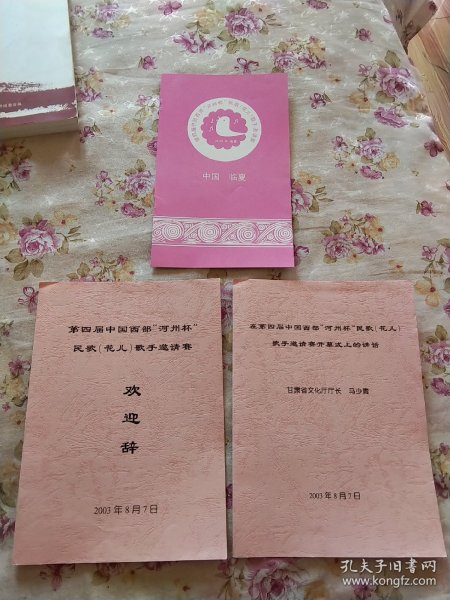 中国 临夏
第四届中国西部"河州杯"
民歌(花儿)歌手邀请赛
欢
迎
辞
2003年8月7日
在第四届中国西部"河州杯"民歌(花儿)
歌手邀请赛开幕式上的讲话
甘肃省文化厅厅长 马少青
2003年8月7日
孔夫子旧书网
www.kongfz.com